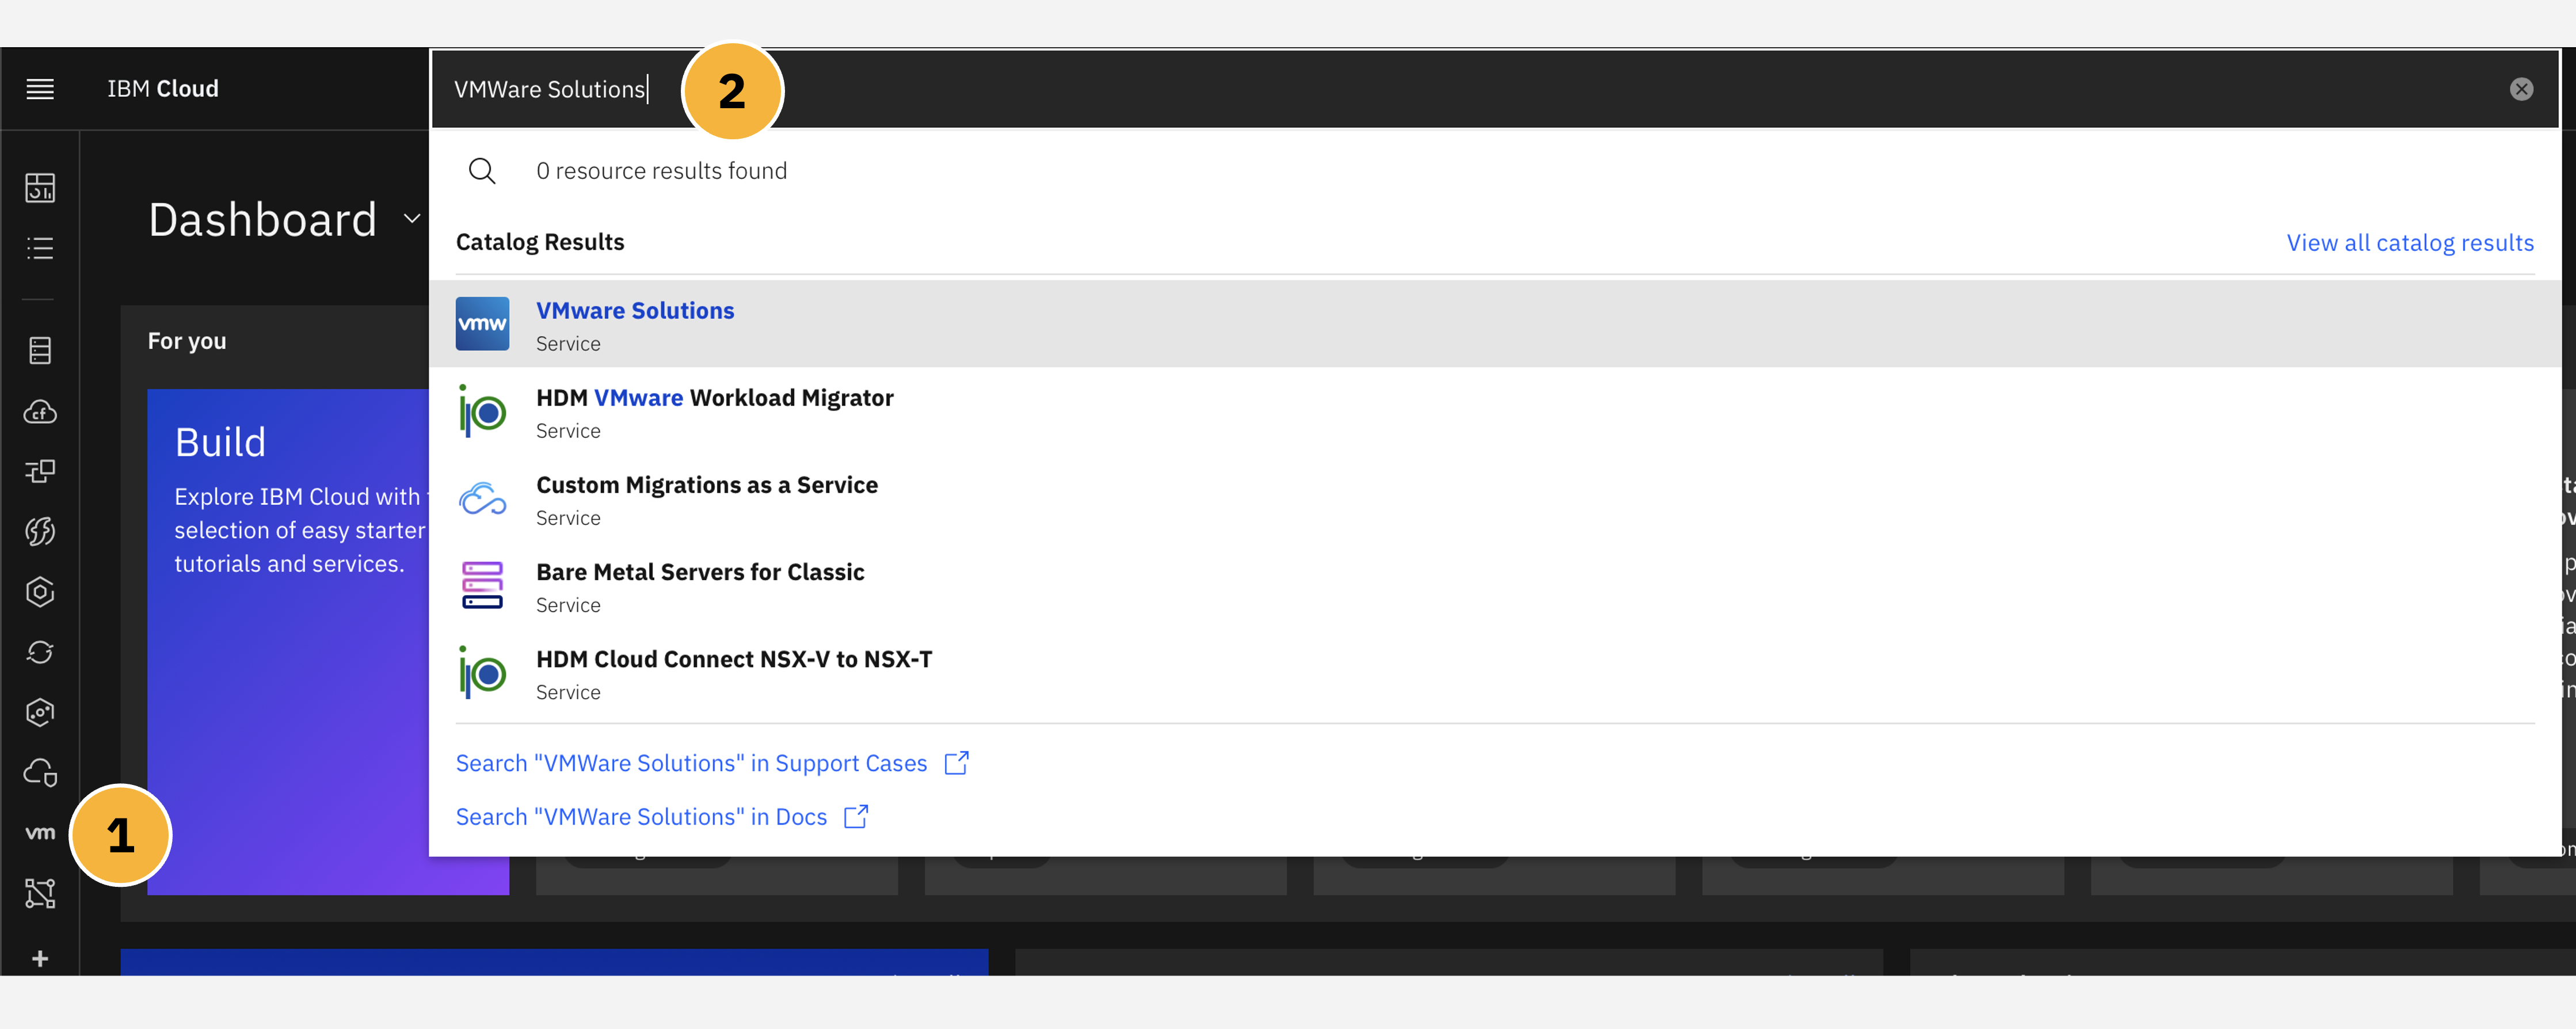 IBM Cloud
VMWare Solutions
2
0 resource results found
Dashboard
Catalog Results
View all catalog results
For you
vmw
VMware Solutions
Service
HDM VMware Workload Migrator
Service
Build
Explore IBM Cloud with
selection of easy starter
tutorials and services.
Custom Migrations as a Service
Service
Bare Metal Servers for Classic
Service
HDM Cloud Connect NSX-V to NSX-T
Service
Search "VMWare Solutions" in Support Cases
Search "VMWare Solutions" in Docs
cf
vm
1